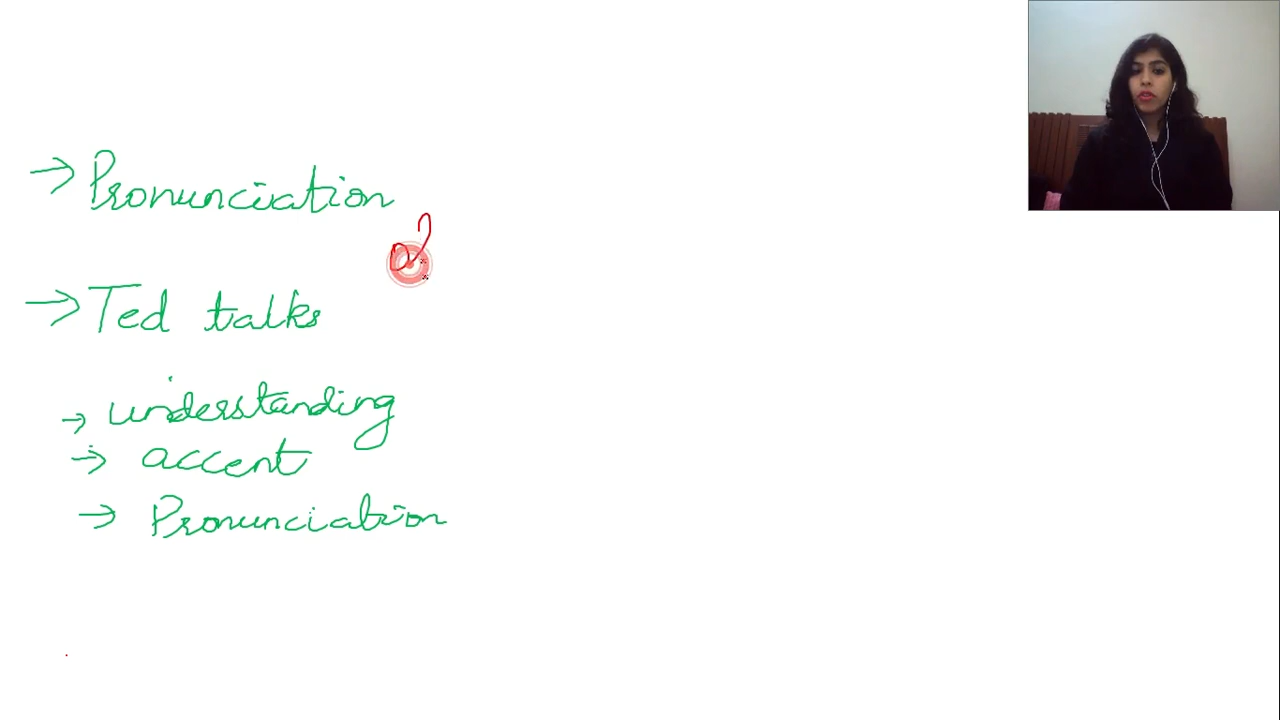 → Pronunciation
→ Ted talks
→ understanding
→ accent
→ Pronunciation